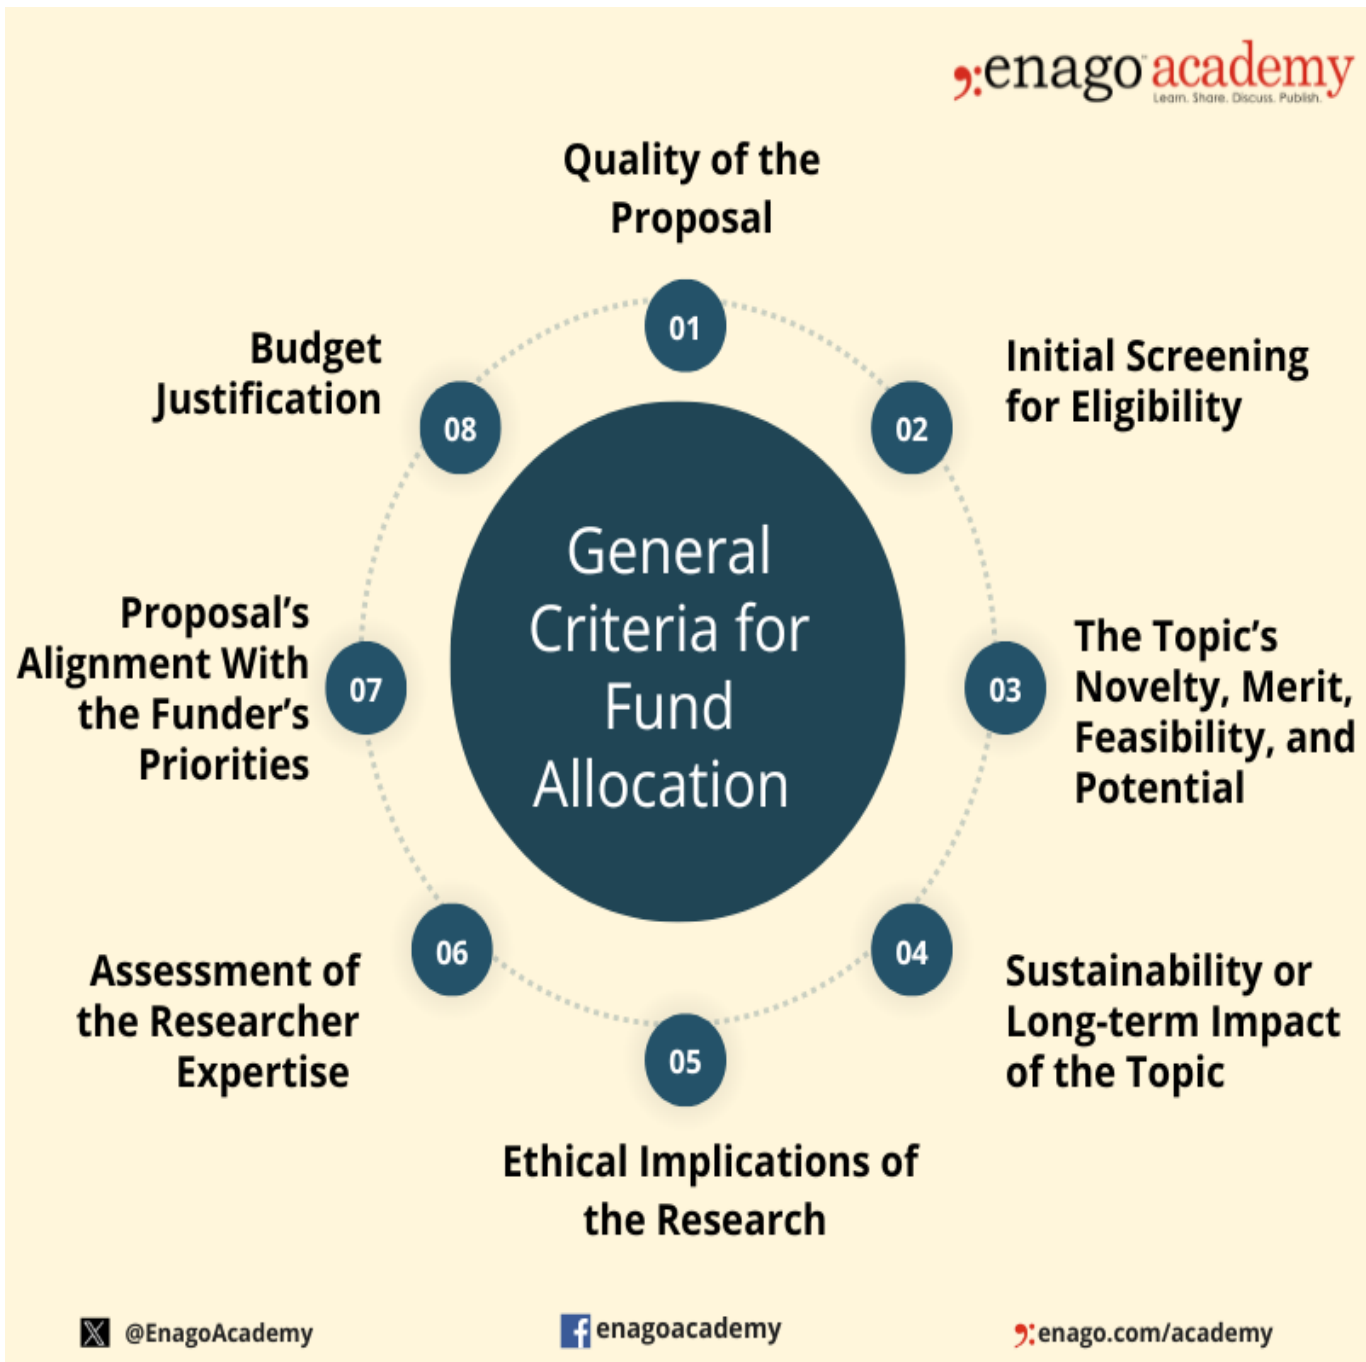 enago academy
Learn. Share. Discuss. Publish.
Quality of the
Proposal
01
Initial Screening
for Eligibility
02
The Topic’s
Novelty, Merit,
Feasibility, and
Potential
03
Sustainability or
Long-term Impact
of the Topic
04
Ethical Implications of
the Research
05
Assessment of
the Researcher
Expertise
06
Proposal’s
Alignment With
the Funder’s
Priorities
07
Budget
Justification
08
General
Criteria for
Fund
Allocation
@EnagoAcademy
enagoacademy
enago.com/academy